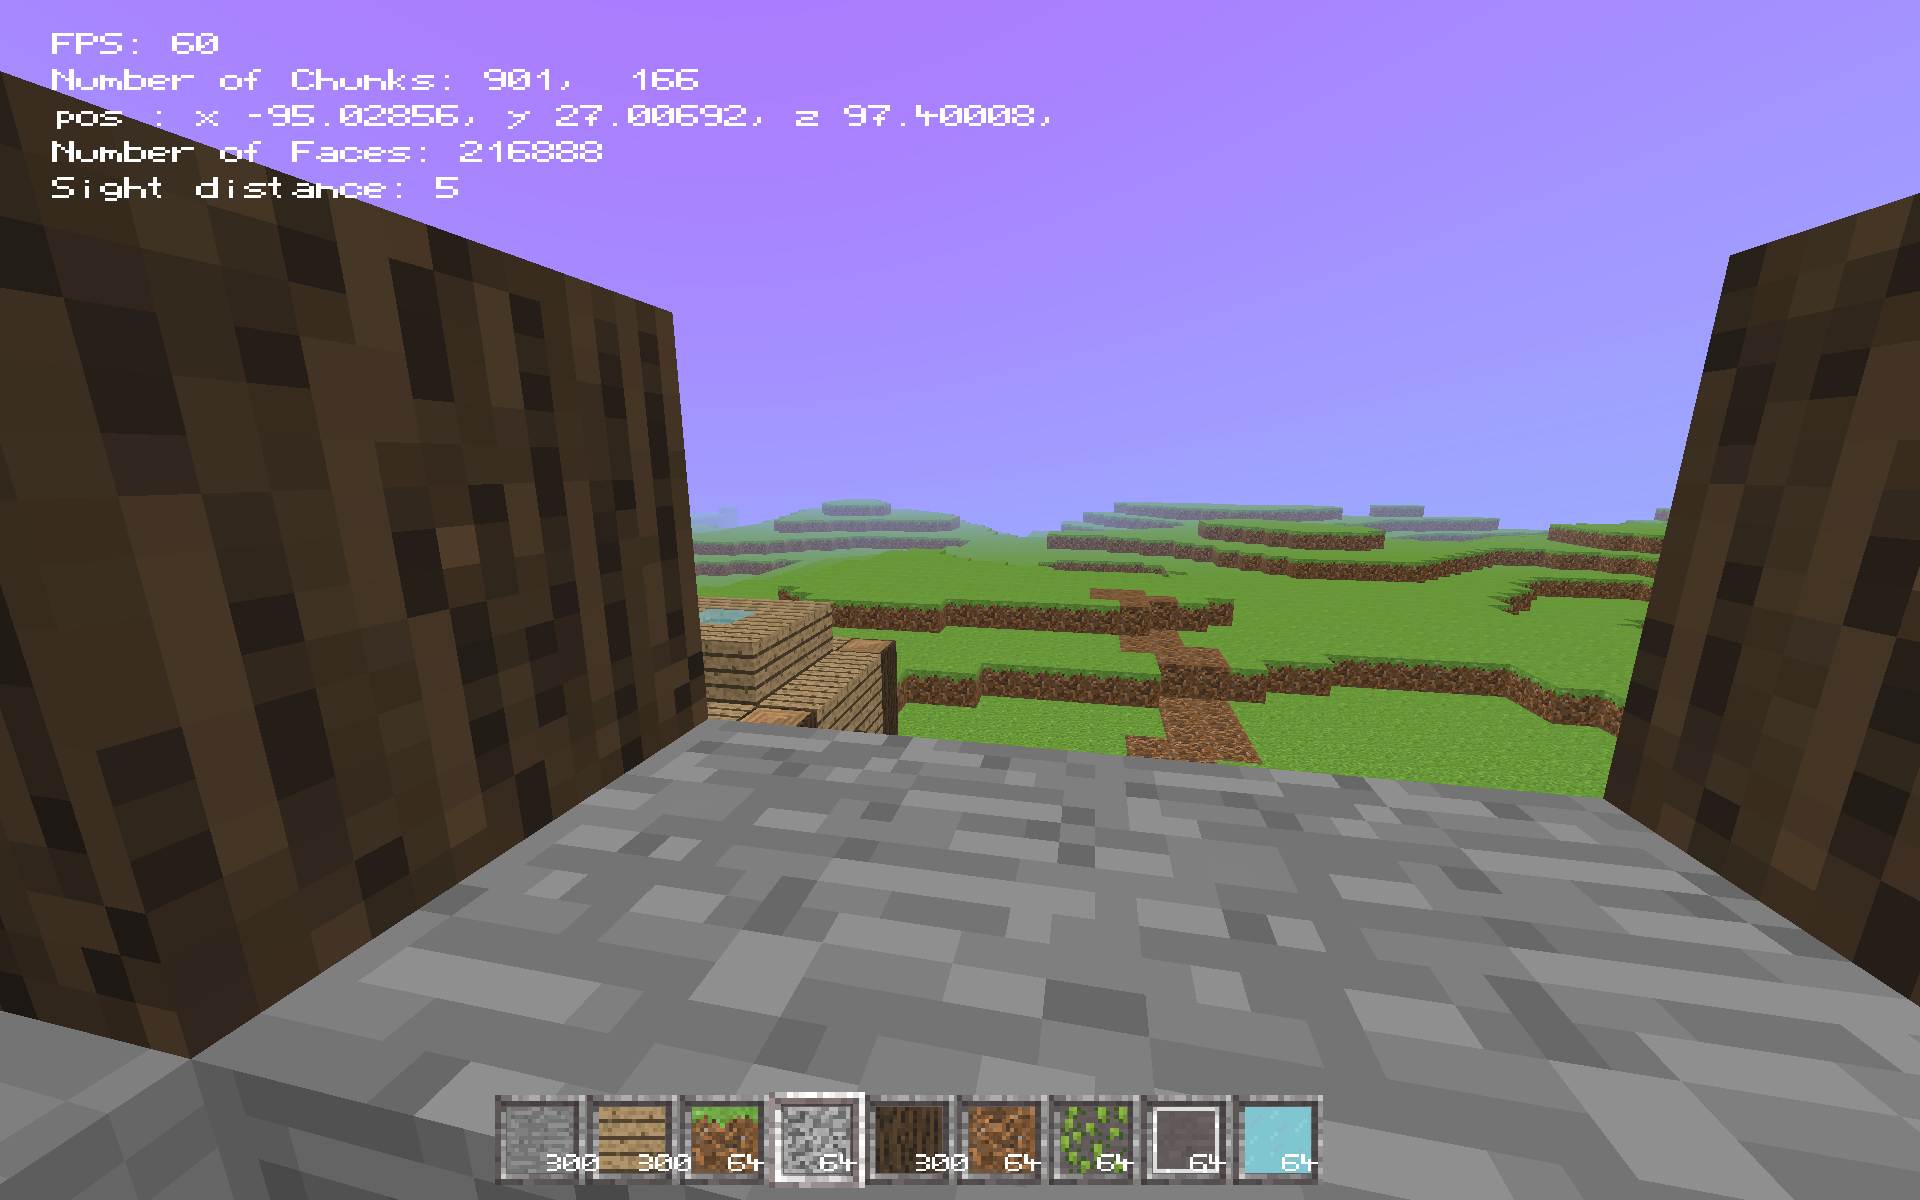 FPS: 60
Number of Chunks: 901,  166
pos : x -95.02856, y 27.00692, z 97.40008,
Number of Faces: 216888
Sight distance: 5
300 300 64 64 300 64 64 64 64